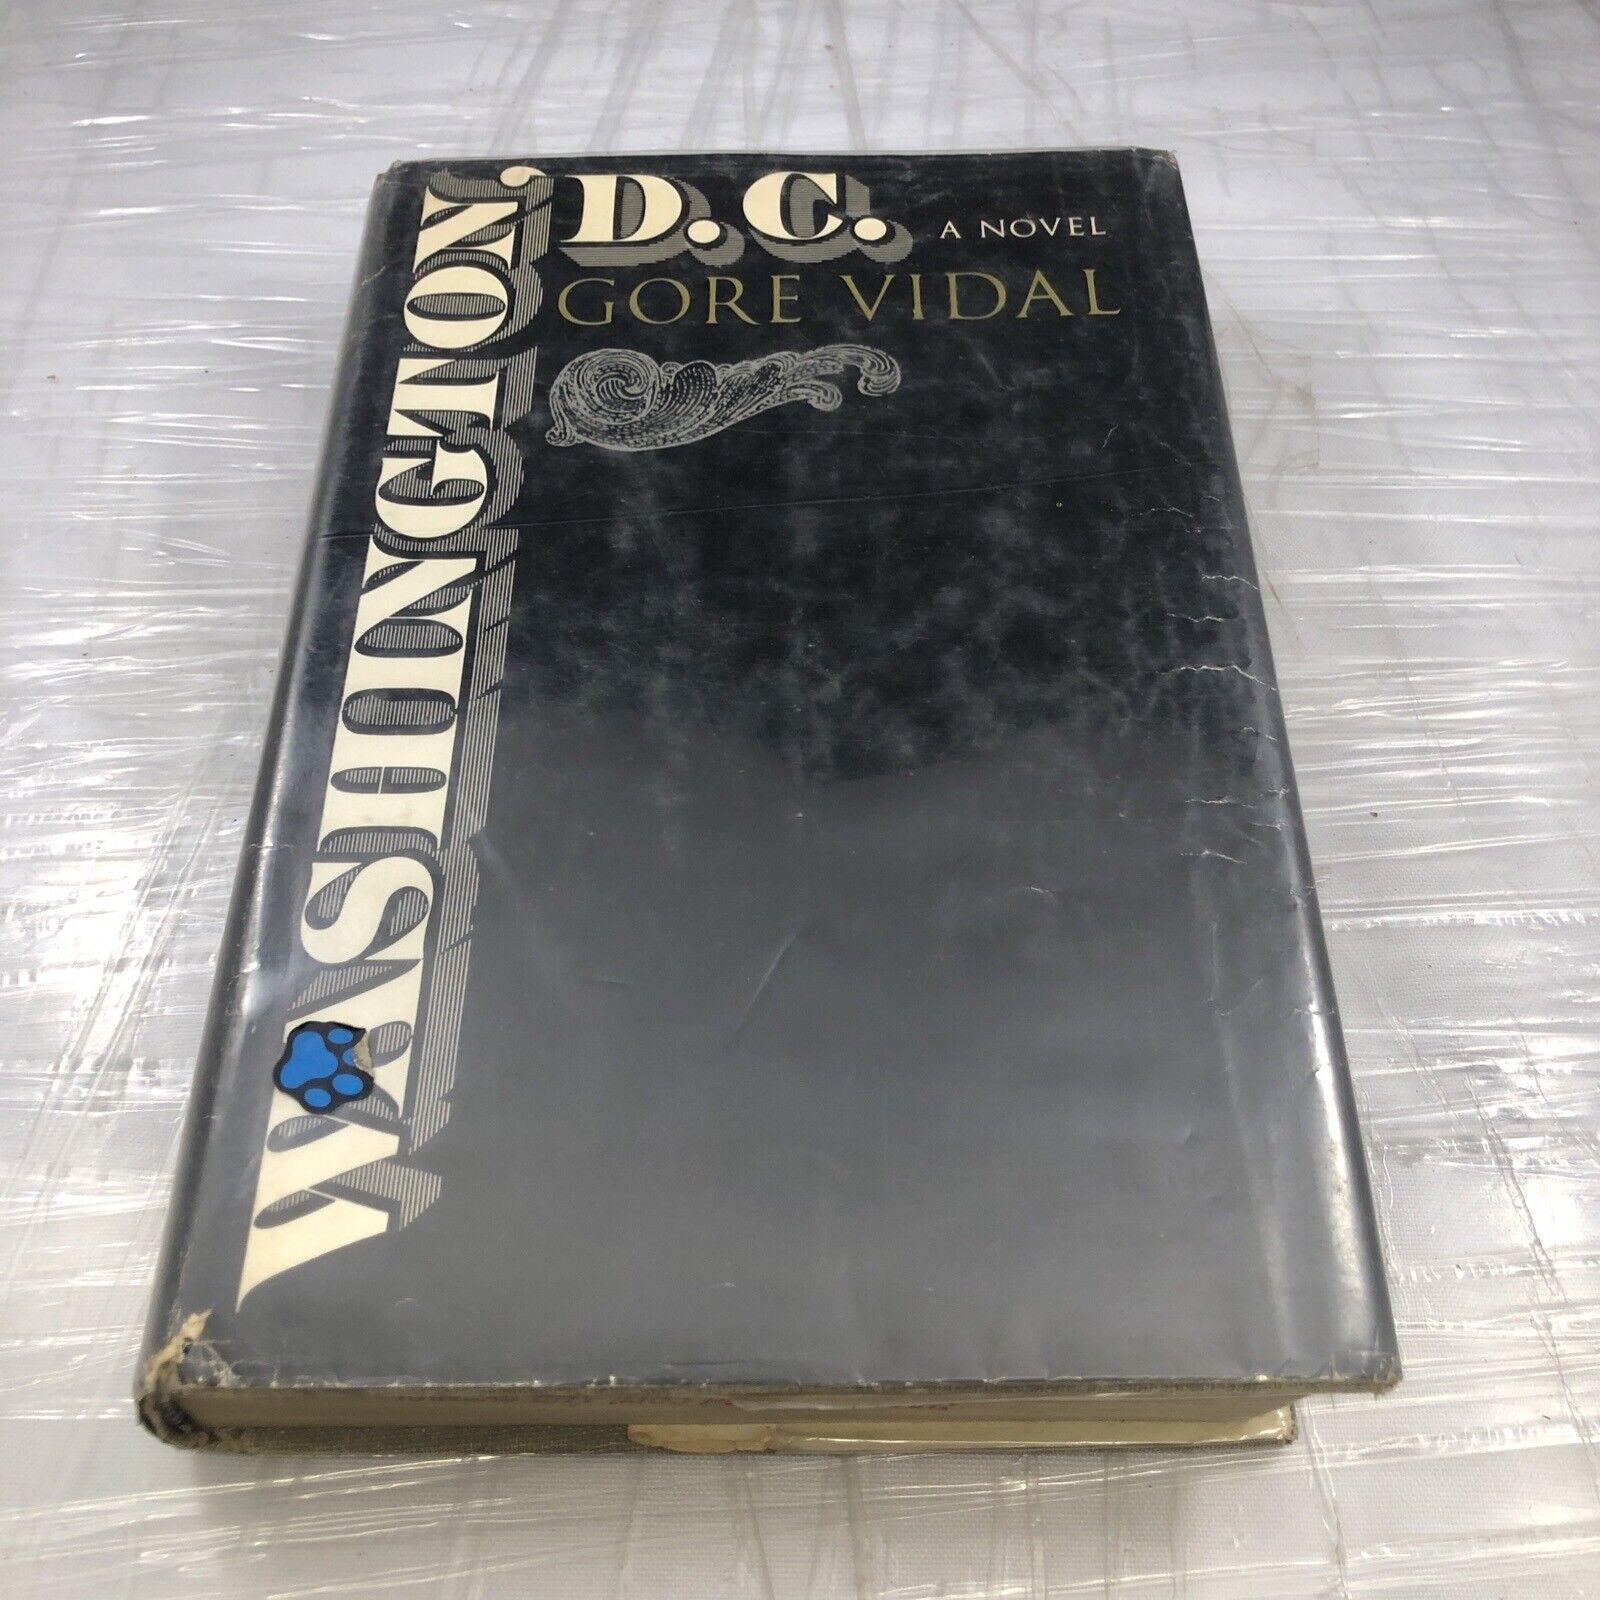 WASHINGTON, D.C.
A NOVEL
GORE VIDAL